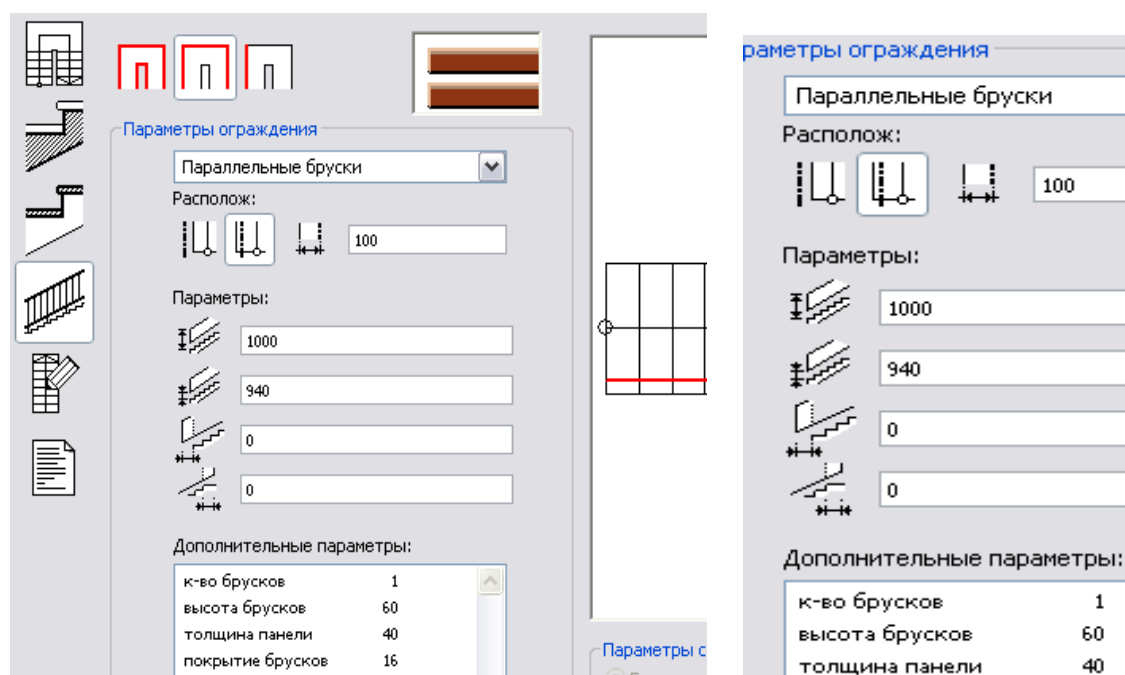 Параметры ограждения
Параллельные бруски
Располож:
100
Параметры:
1000
940
0
0
Дополнительные параметры:
к-во брусков 1
высота брусков 60
толщина панели 40
покрытие брусков 16
Параметры с
раметры ограждения
Параллельные бруски
Располож:
100
Параметры:
1000
940
0
0
Дополнительные параметры:
к-во брусков 1
высота брусков 60
толщина панели 40